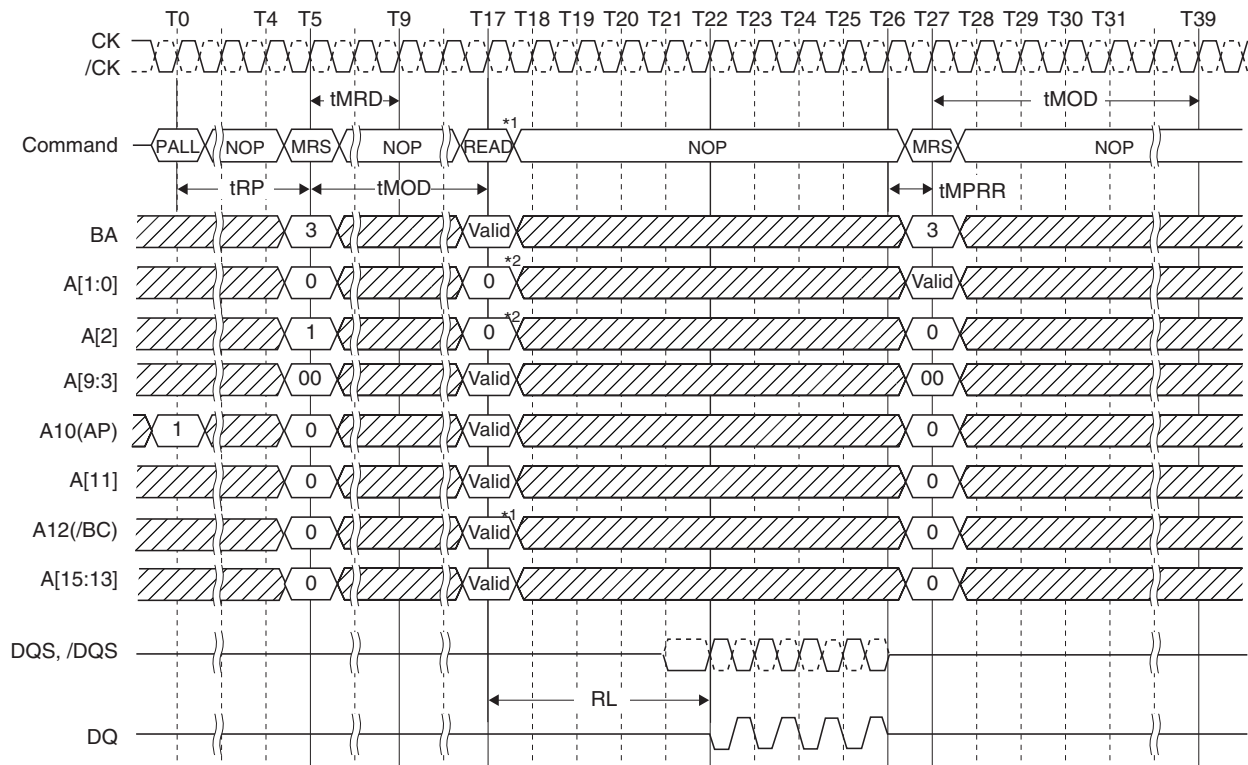 T0 T4 T5 T9 T17 T18 T19 T20 T21 T22 T23 T24 T25 T26 T27 T28 T29 T30 T31 T39
CK
/CK
tMRD tMOD
Command PALL NOP MRS NOP READ *1 NOP MRS NOP
tRP tMOD tMPRR
BA 3 Valid 3
A[1:0] 0 0 *2 Valid
A[2] 1 0 *2 0
A[9:3] 00 Valid 00
A10(AP) 1 0 Valid 0
A[11] 0 Valid 0
A12(/BC) 0 Valid *1 0
A[15:13] 0 Valid 0
DQS, /DQS
RL
DQ